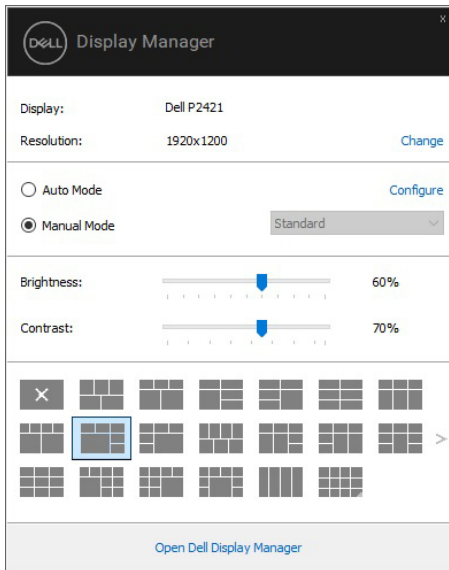 x
DELL Display Manager
Display: Dell P2421
Resolution: 1920x1200 Change
Auto Mode Configure
Manual Mode Standard
Brightness: 60%
Contrast: 70%
Open Dell Display Manager